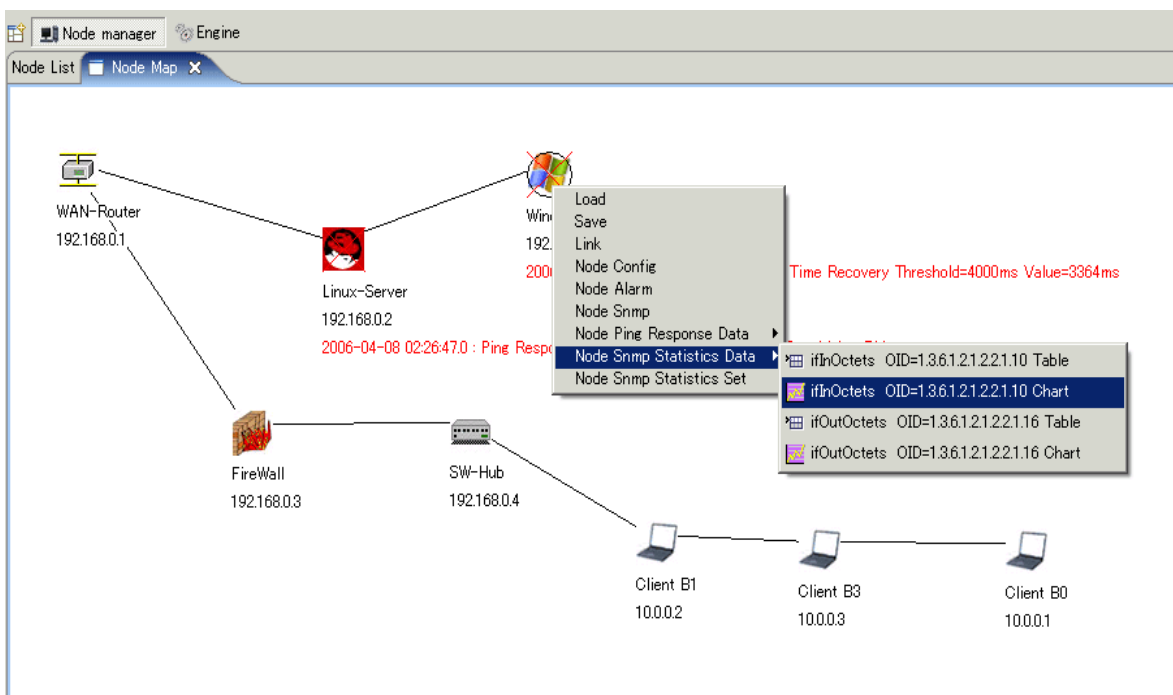 Node manager Engine
Node List Node Map X
WAN-Router
192.168.0.1
Linux-Server
192.168.0.2
2006-04-08 02:26:47.0 : Ping
192.
Time Recovery Threshold=4000ms Value=3364ms
Load
Save
Link
Node Config
Node Alarm
Node Snmp
Node Ping Response Data
Node Snmp Statistics Data
Node Snmp Statistics Set
ifInOctets OID=1.3.6.1.2.1.2.2.1.10 Table
ifInOctets OID=1.3.6.1.2.1.2.2.1.10 Chart
ifOutOctets OID=1.3.6.1.2.1.2.2.1.16 Table
ifOutOctets OID=1.3.6.1.2.1.2.2.1.16 Chart
FireWall
192.168.0.3
SW-Hub
192.168.0.4
Client B1
10.0.0.2
Client B3
10.0.0.3
Client B0
10.0.0.1